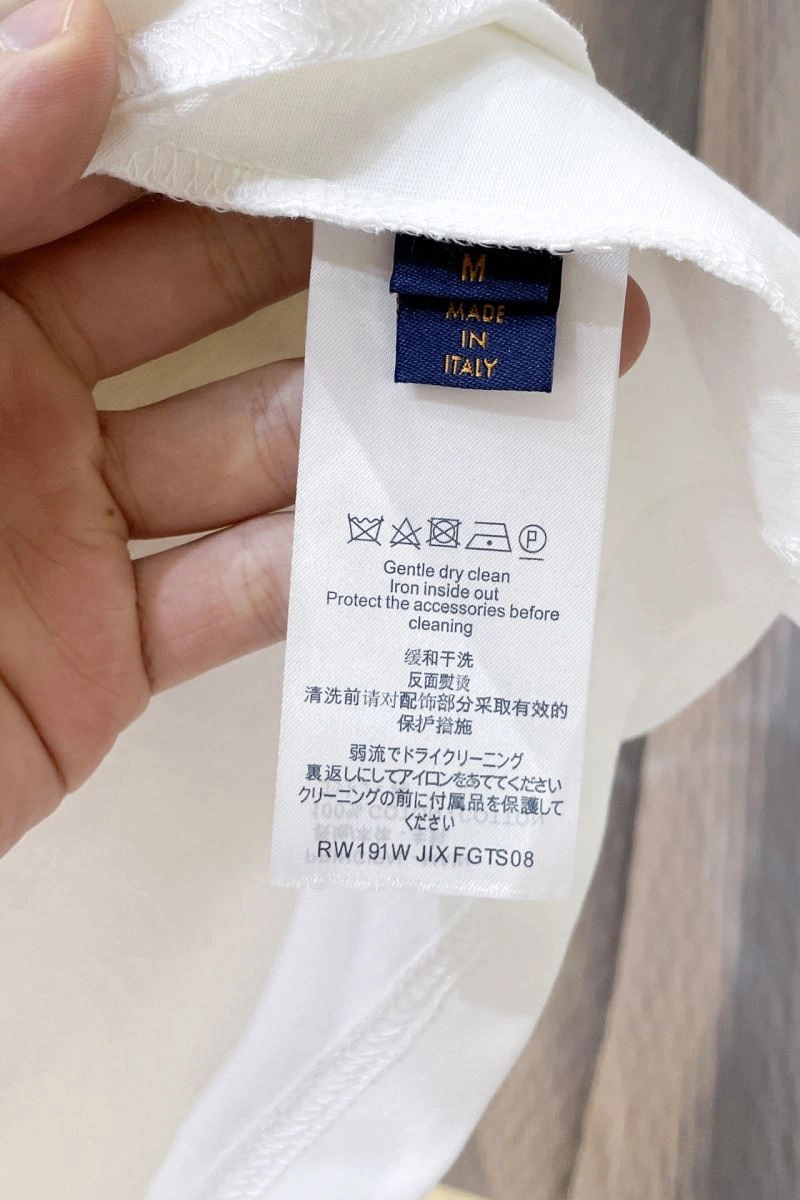 M
MADE
IN
ITALY
P
Gentle dry clean
Iron inside out
Protect the accessories before
cleaning
缓和干洗
反面熨烫
清洗前请对配饰部分采取有效的
保护措施
弱流でドライクリーニング
裏返しにしてアイロンをあててください
クリーニングの前に付属品を保護して
ください
RW191W JIXFGTS08